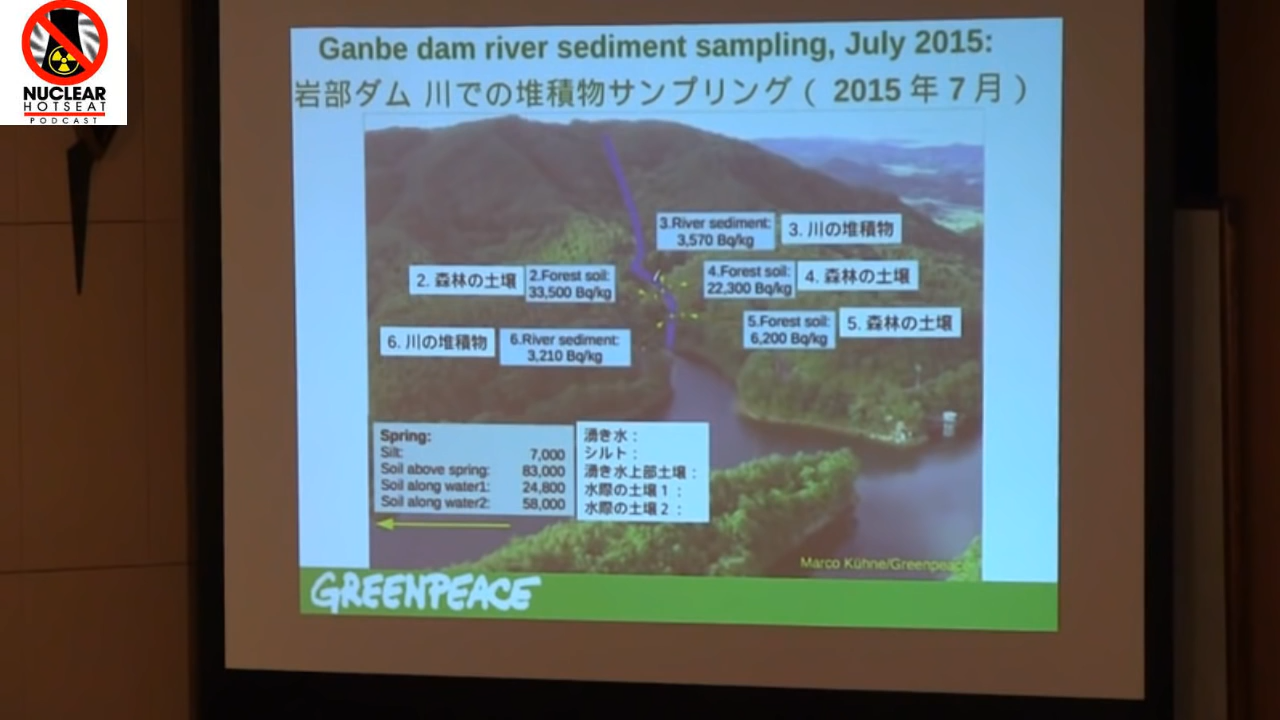 NUCLEAR
HOTSEAT
PODCAST
Ganbe dam river sediment sampling, July 2015:
岩部ダム 川での堆積物サンプリング ( 2015 年 7 月 )
3.River sediment:
3,570 Bq/kg
3. 川の堆積物
2. 森林の土壌
2.Forest soil:
33,500 Bq/kg
4.Forest soil:
22,300 Bq/kg
4. 森林の土壌
5.Forest soil:
6,200 Bq/kg
5. 森林の土壌
6. 川の堆積物
6.River sediment:
3,210 Bq/kg
Spring:
Silt: 7,000
Soil above spring: 83,000
Soil along water1: 24,800
Soil along water2: 58,000
湧き水：
シルト：
湧き水上部土壌：
水際の土壌 1 ：
水際の土壌 2 ：
Marco Kühne/Greenpeace
GREENPEACE